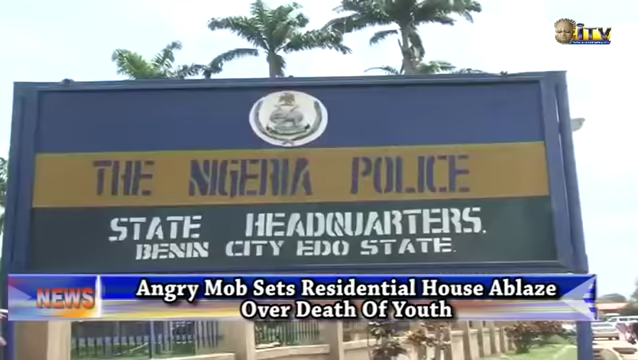 ITV
THE NIGERIA POLICE
STATE HEADQUARTERS.
BENIN CITY EDO STATE.
NEWS
Angry Mob Sets Residential House Ablaze
Over Death Of Youth